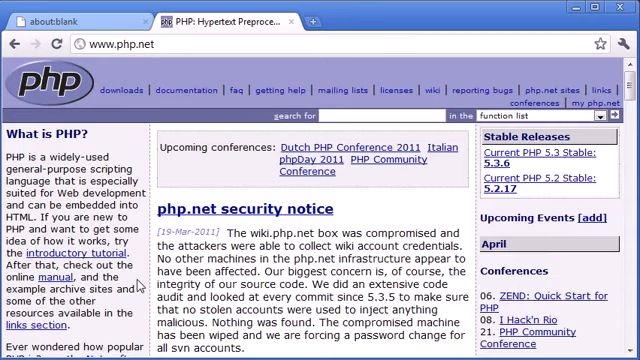 about:blank
PHP: Hypertext Preproce...
www.php.net
php
downloads | documentation | faq | getting help | mailing lists | licenses | wiki | reporting bugs | php.net sites | links |
conferences | my php.net
search for in the function list
What is PHP?
PHP is a widely-used
general-purpose scripting
language that is especially
suited for Web development
and can be embedded into
HTML. If you are new to
PHP and want to get some
idea of how it works, try
the introductory tutorial.
After that, check out the
online manual, and the
example archive sites and
some of the other
resources available in the
links section.
Ever wondered how popular
Upcoming conferences: Dutch PHP Conference 2011 Italian
phpDay 2011 PHP Community
Conference
php.net security notice
[19-Mar-2011] The wiki.php.net box was compromised and
the attackers were able to collect wiki account credentials.
No other machines in the php.net infrastructure appear to
have been affected. Our biggest concern is, of course, the
integrity of our source code. We did an extensive code
audit and looked at every commit since 5.3.5 to make sure
that no stolen accounts were used to inject anything
malicious. Nothing was found. The compromised machine
has been wiped and we are forcing a password change for
all svn accounts.
Stable Releases
Current PHP 5.3 Stable:
5.3.6
Current PHP 5.2 Stable:
5.2.17
Upcoming Events [add]
April
Conferences
06. ZEND: Quick Start for
PHP
08. I Hack'n Rio
21. PHP Community
Conference